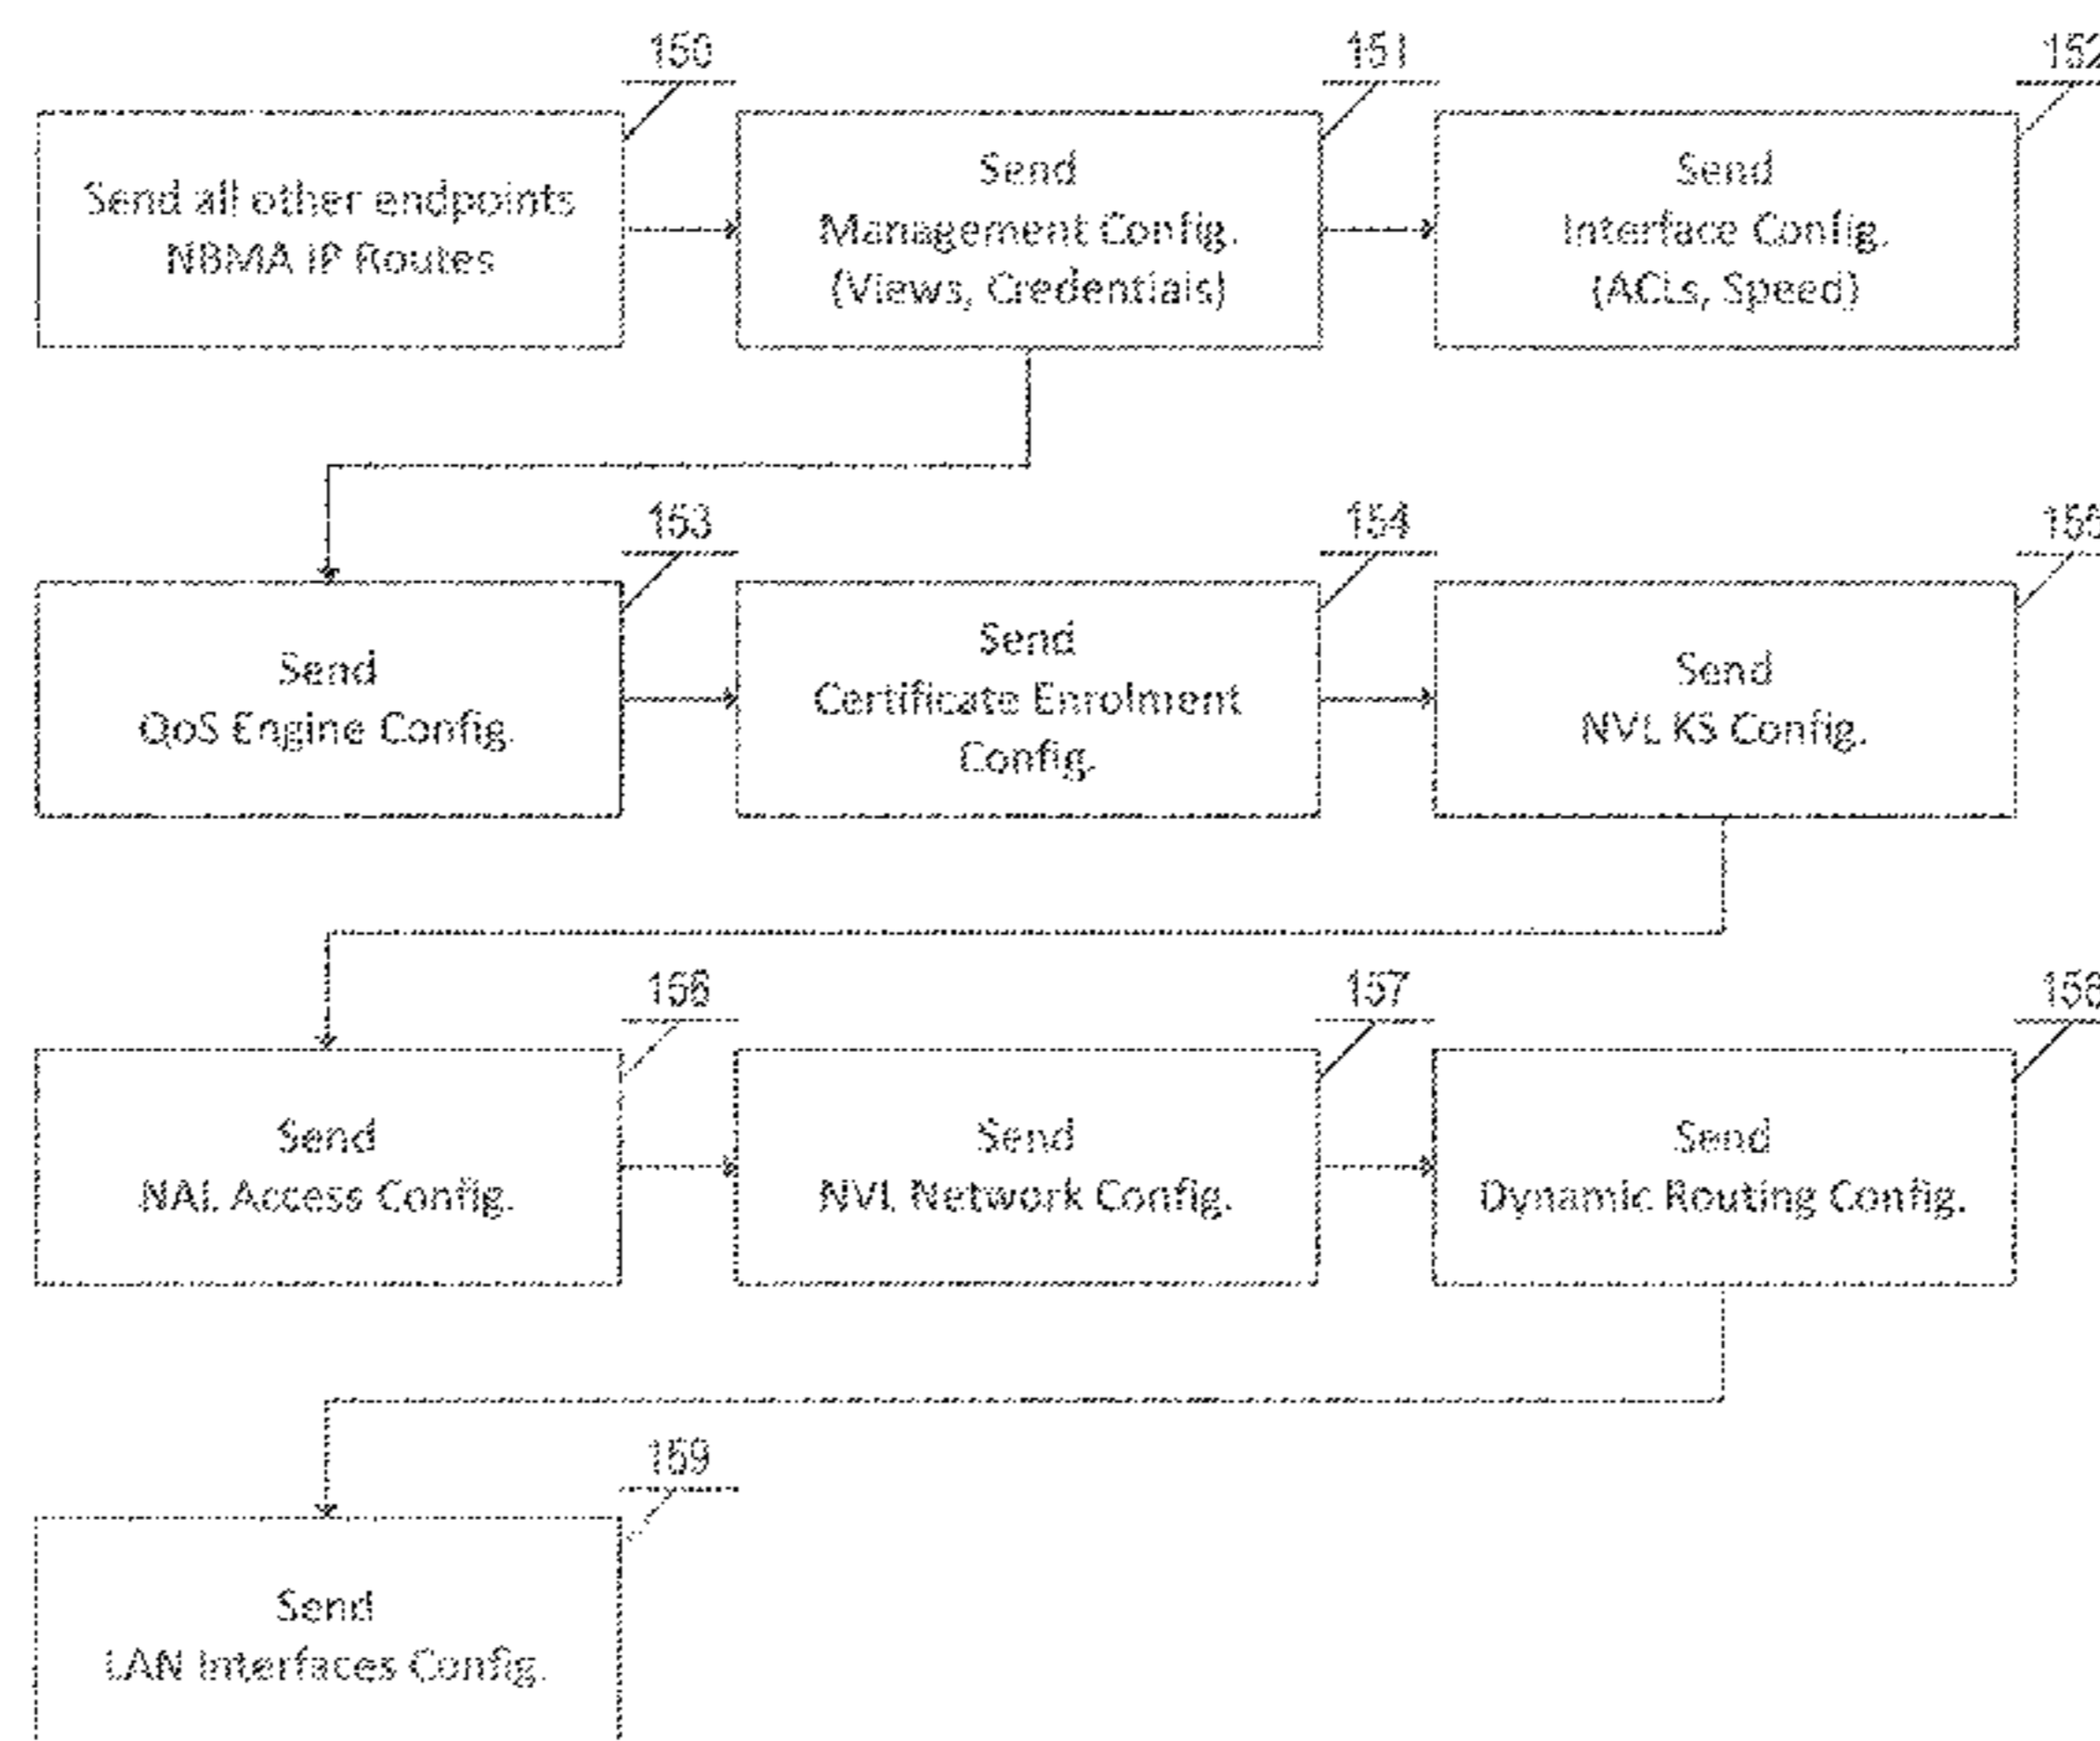 150
151
152
Send all other endpoints
NBMA IP Routes
Send
Management Config.
(Views, Credentials)
Send
Interface Config.
(ACLs, Speed)
153
154
155
Send
QoS Engine Config.
Send
Certificate Enrolment
Config.
Send
NVL KS Config.
156
157
158
Send
NAL Access Config.
Send
NVL Network Config.
Send
Dynamic Routing Config.
159
Send
LAN Interfaces Config.